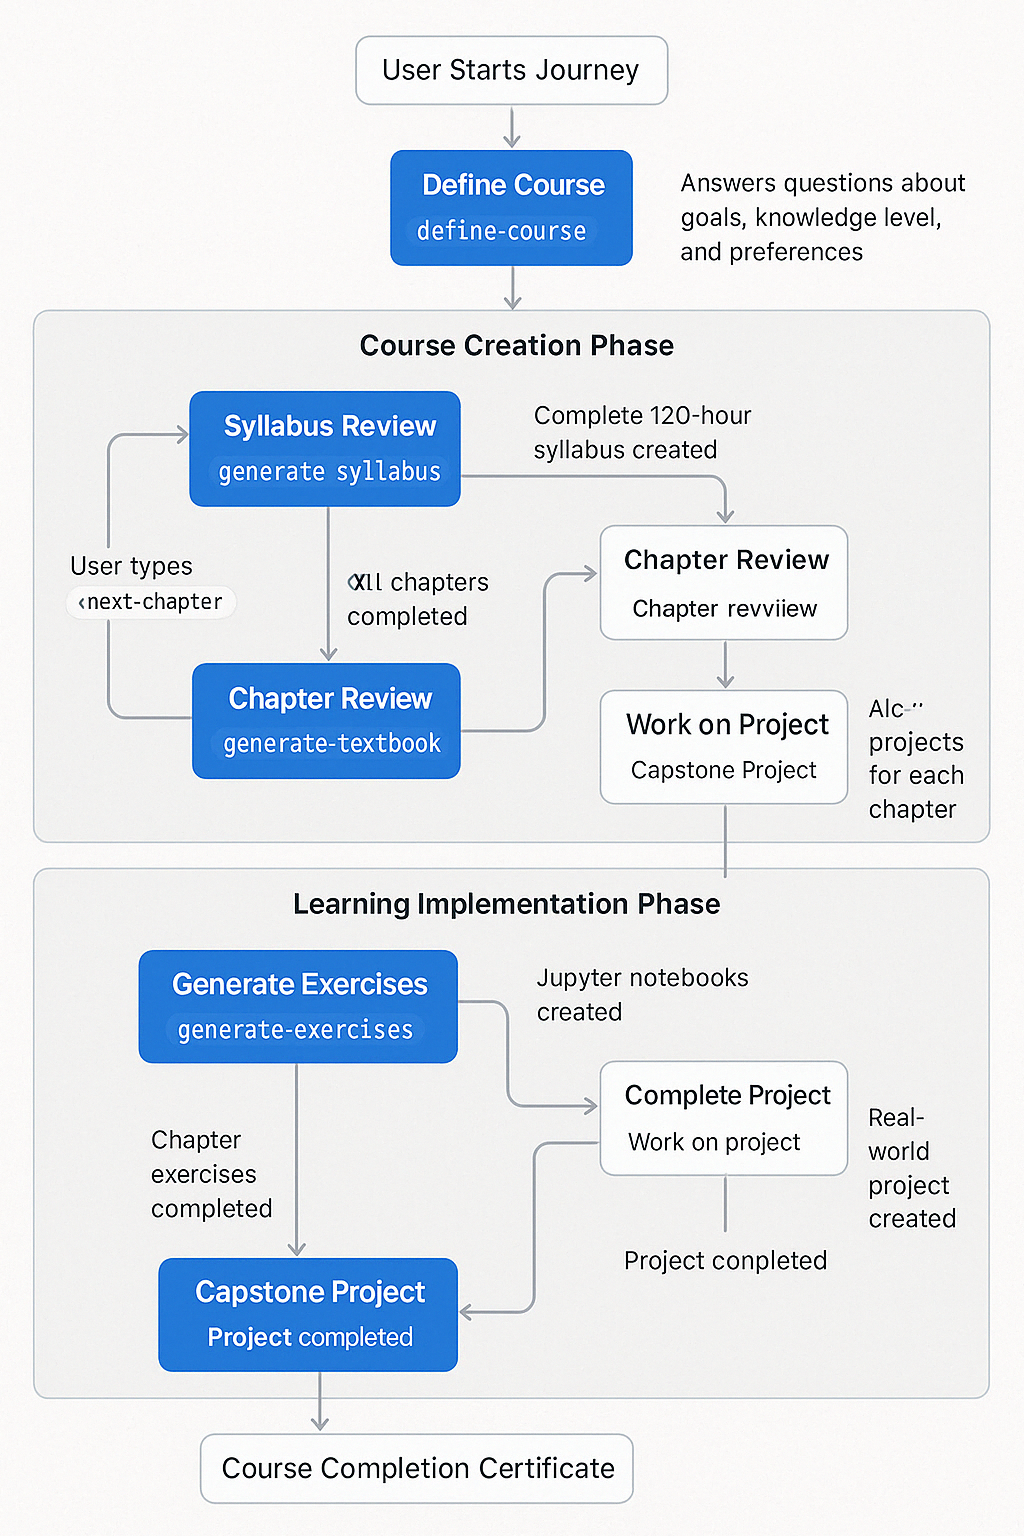 User Starts Journey
Define Course
define-course
Answers questions about
goals, knowledge level,
and preferences
Course Creation Phase
Syllabus Review
generate syllabus
Complete 120-hour
syllabus created
User types
‹next-chapter
chapters
completed
Chapter Review
Chapter revviiew
Chapter Review
generate-textbook
Work on Project
Capstone Project
projects
for each
chapter
Learning Implementation Phase
Generate Exercises
generate-exercises
Jupyter notebooks
created
Complete Project
Work on project
Chapter
exercises
completed
Real-
world
project
created
Project conpleted
Capstone Project
Project completed
Course Completion Certificate